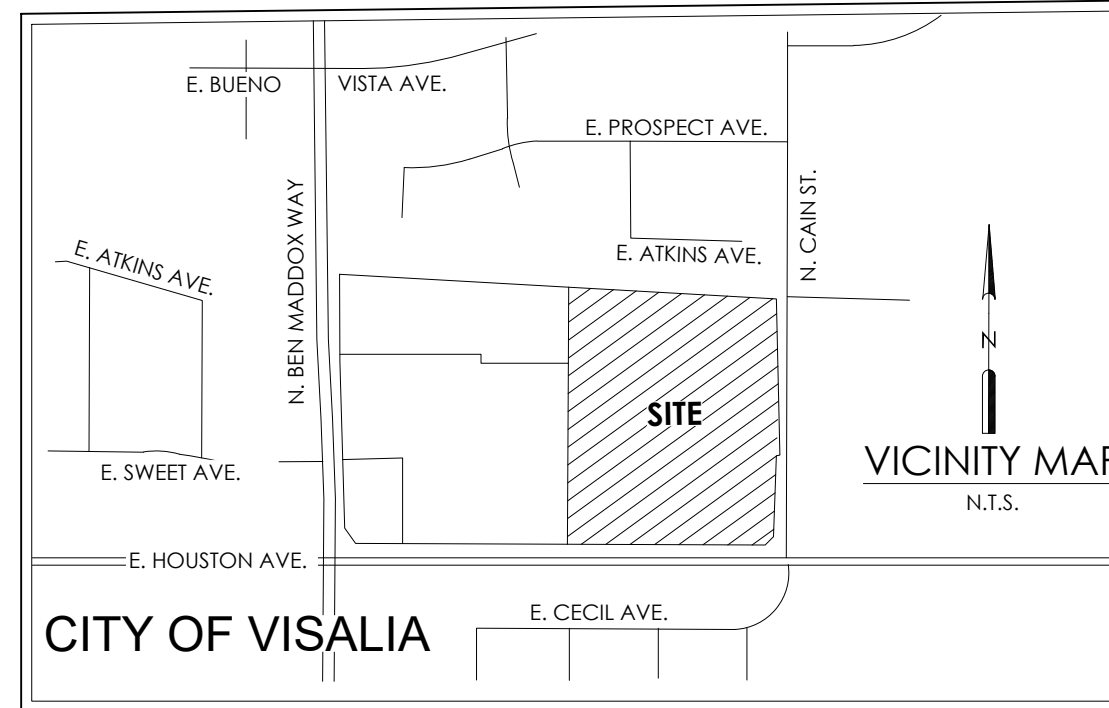 E. BUENO VISTA AVE.
E. PROSPECT AVE.
N. CAIN ST.
N. BEN MADDOX WAY
E. ATKINS AVE.
E. ATKINS AVE.
N
SITE
E. SWEET AVE.
VICINITY MAP
N.T.S.
E. HOUSTON AVE.
E. CECIL AVE.
CITY OF VISALIA